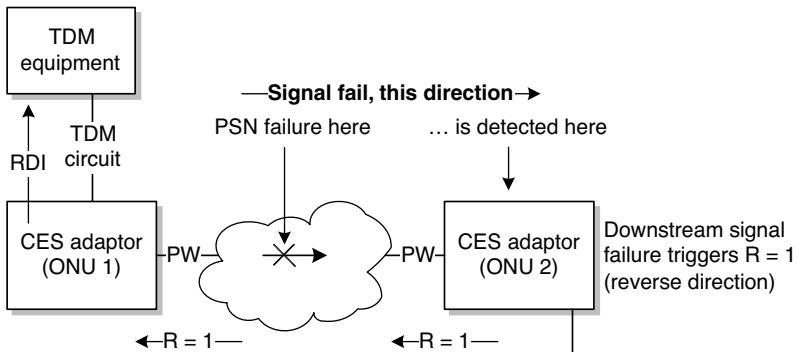 TDM
equipment
Signal fail, this direction
PSN failure here
… is detected here
TDM
circuit
RDI
CES adaptor
(ONU 1)
PW
PW
CES adaptor
(ONU 2)
Downstream signal
failure triggers R = 1
(reverse direction)
R = 1
R = 1